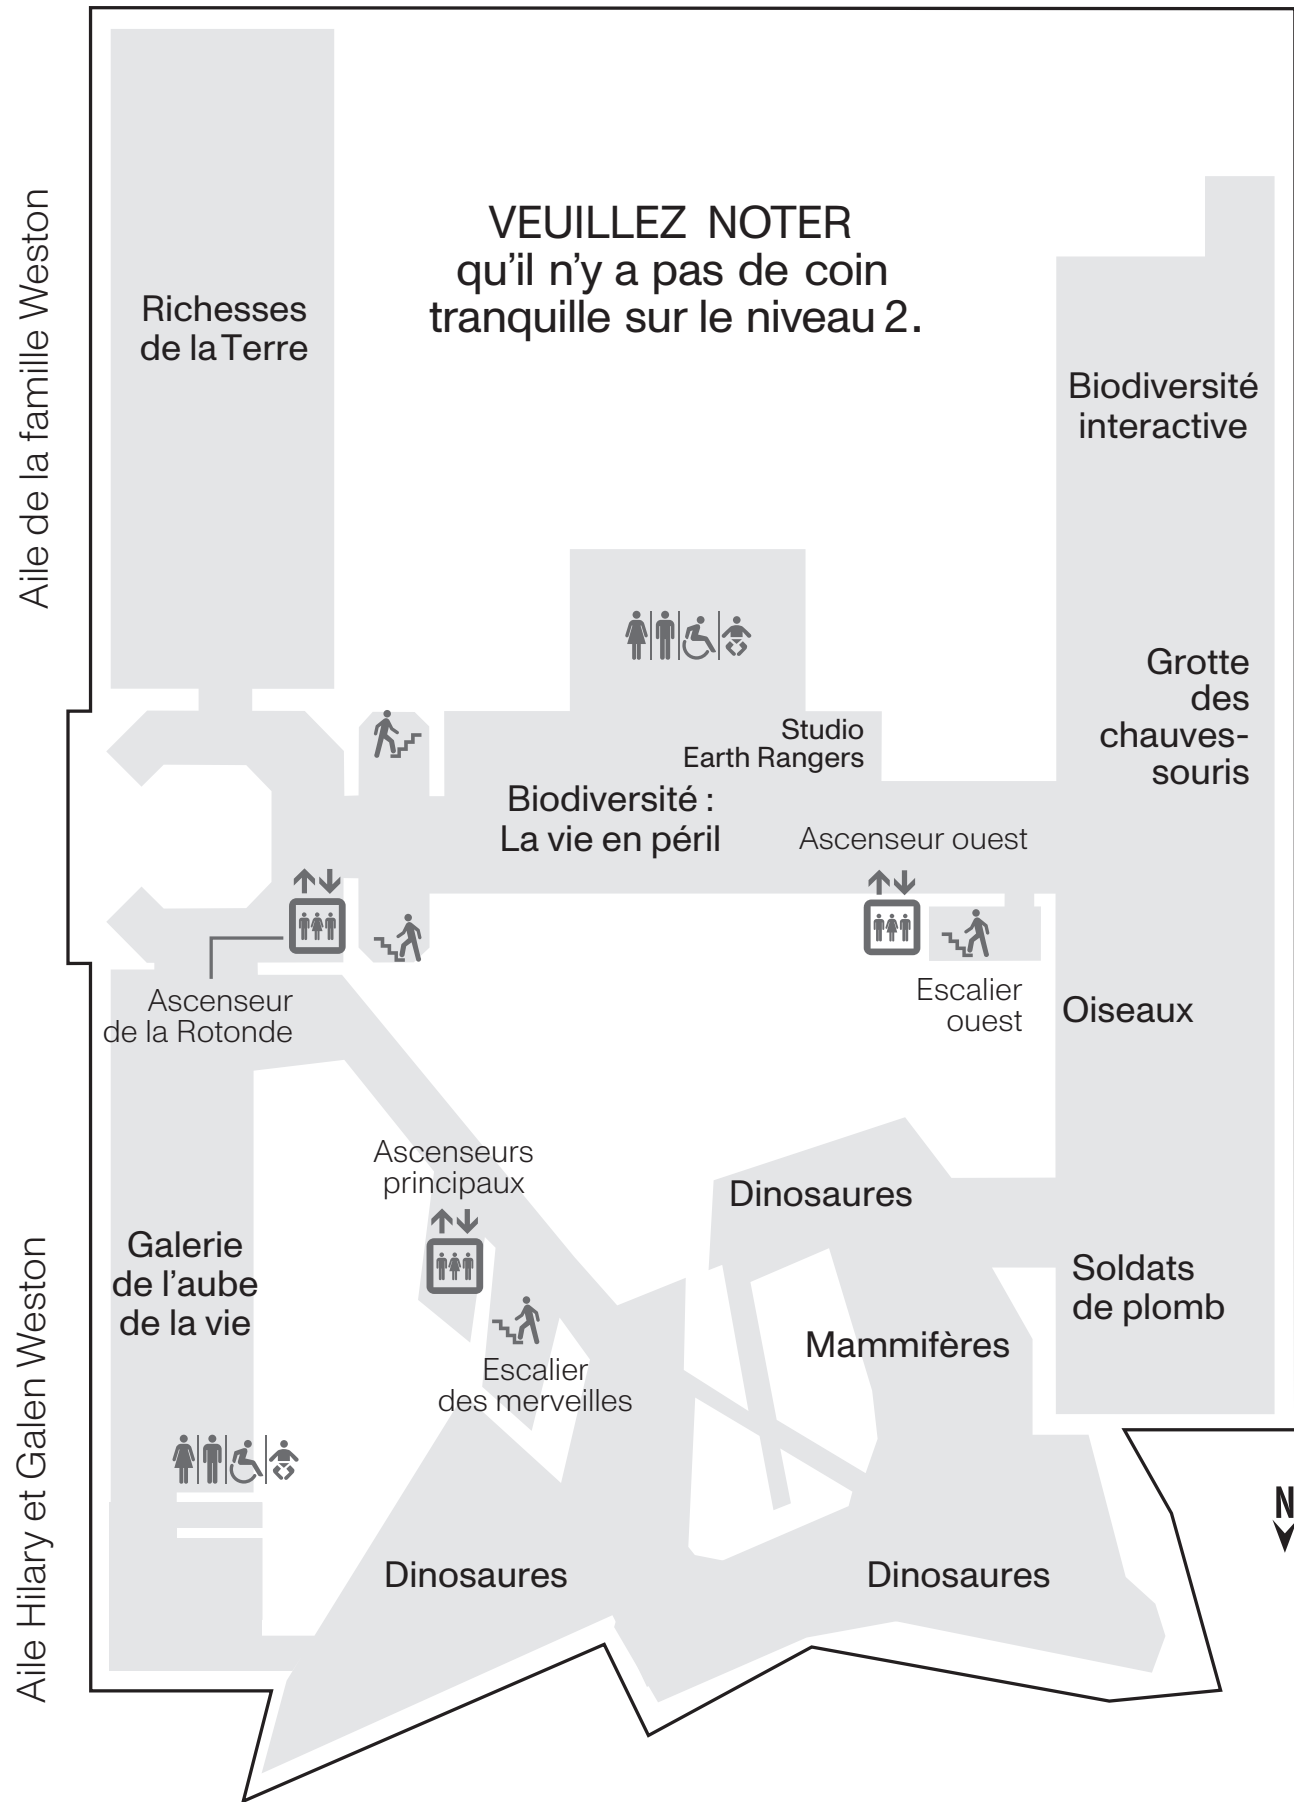 VEUILLEZ NOTER
qu'il n'y a pas de coin
tranquille sur le niveau 2.
Aile de la famille Weston
Richesses
de la Terre
Biodiversité
interactive
Grotte
des
chauves-
souris
Studio
Earth Rangers
Biodiversité :
La vie en péril
Ascenseur ouest
Escalier
ouest
Oiseaux
Ascenseur
de la Rotonde
Ascenseurs
principaux
Dinosaures
Galerie
de l'aube
de la vie
Soldats
de plomb
Mammifères
Escalier
des merveilles
Aile Hilary et Galen Weston
N
Dinosaures
Dinosaures